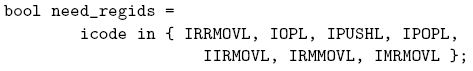 bool need_regids =
icode in { IRRMOVL, IOPL, IPUSHL, IPOPL,
IIRMOVL, IRMMOVL, IMRMOVL };